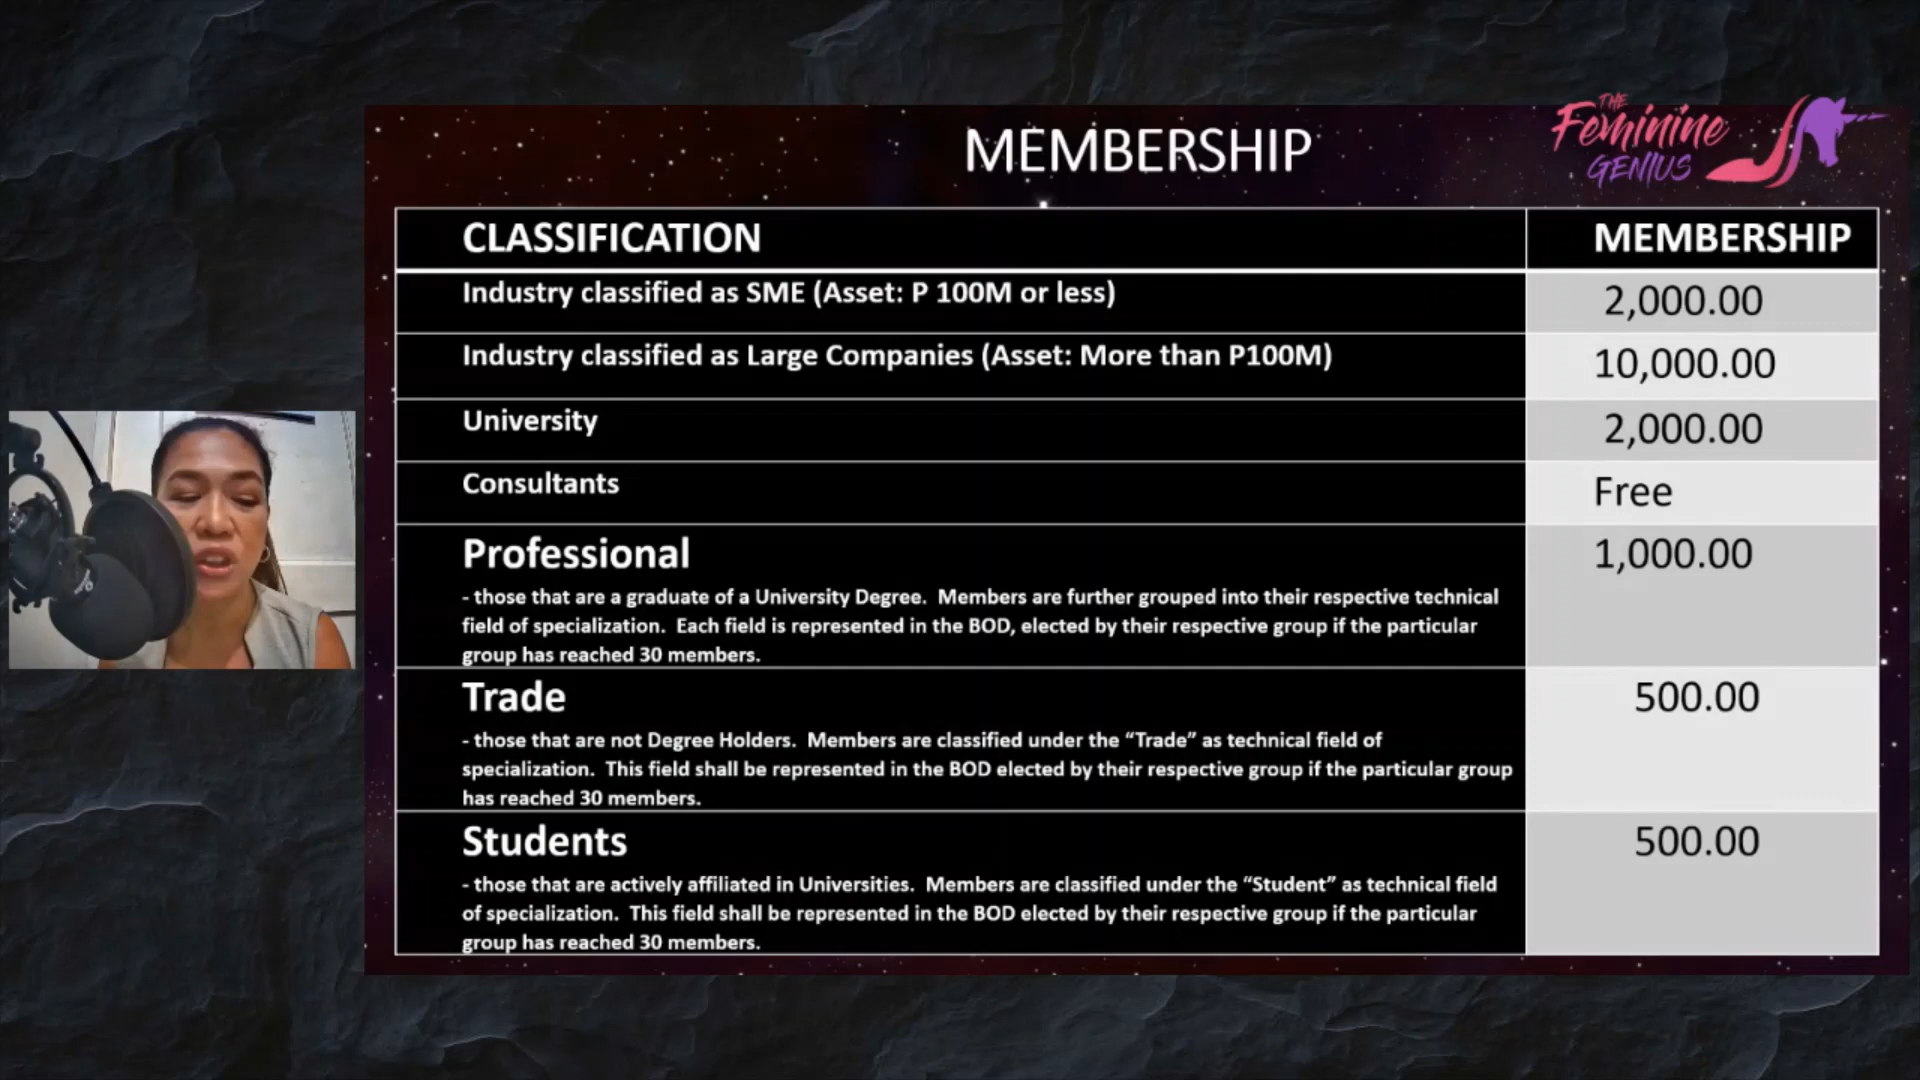 THE
Feminine
GENIUS
MEMBERSHIP
CLASSIFICATION
MEMBERSHIP
Industry classified as SME (Asset: P 100M or less)
2,000.00
Industry classified as Large Companies (Asset: More than P100M)
10,000.00
University
2,000.00
Consultants
Free
Professional
1,000.00
- those that are a graduate of a University Degree.  Members are further grouped into their respective technical
field of specialization.  Each field is represented in the BOD, elected by their respective group if the particular
group has reached 30 members.
Trade
500.00
- those that are not Degree Holders.  Members are classified under the “Trade” as technical field of
specialization.  This field shall be represented in the BOD elected by their respective group if the particular group
has reached 30 members.
Students
500.00
- those that are actively affiliated in Universities.  Members are classified under the “Student” as technical field
of specialization.  This field shall be represented in the BOD elected by their respective group if the particular
group has reached 30 members.